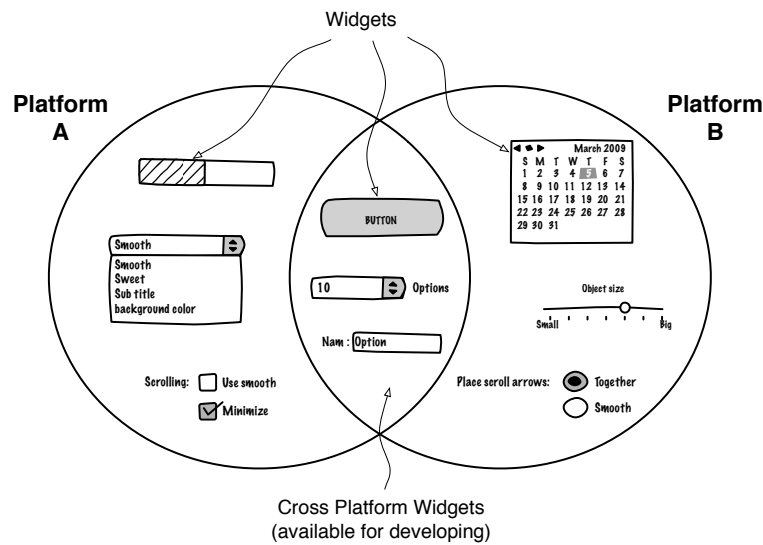 Widgets
Platform
A
Platform
B
March 2009
S M T W T F S
1 2 3 4 5 6 7
8 9 10 11 12 13 14
15 16 17 18 19 20 21
22 23 24 25 26 27 28
29 30 31
BUTTON
Smooth
Smooth
Sweet
Sub title
background color
10 Options
Object size
Small Big
Nam : Option
Scrolling: Use smooth
Minimize
Place scroll arrows: Together
Smooth
Cross Platform Widgets
(available for developing)